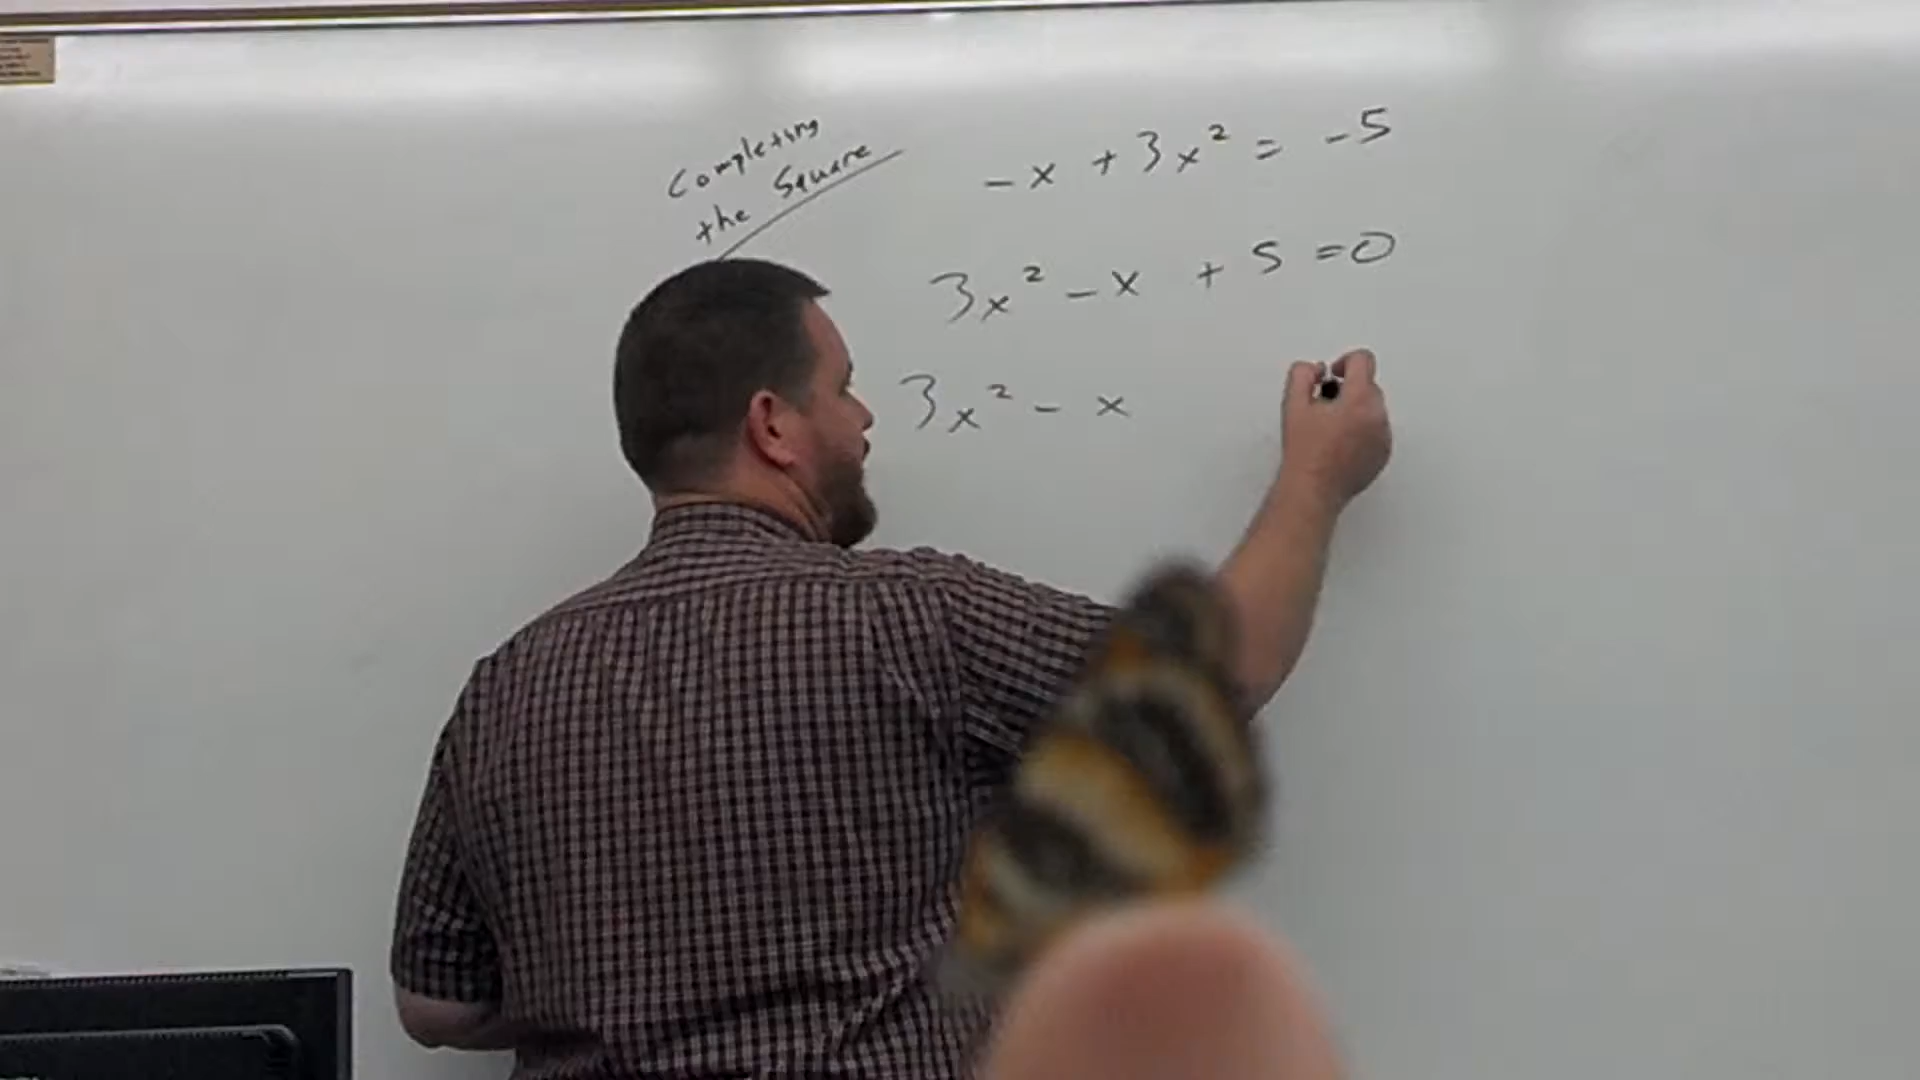 Completing
the Square
-x + 3x² = -5
3x² - x + 5 = 0
3x² - x